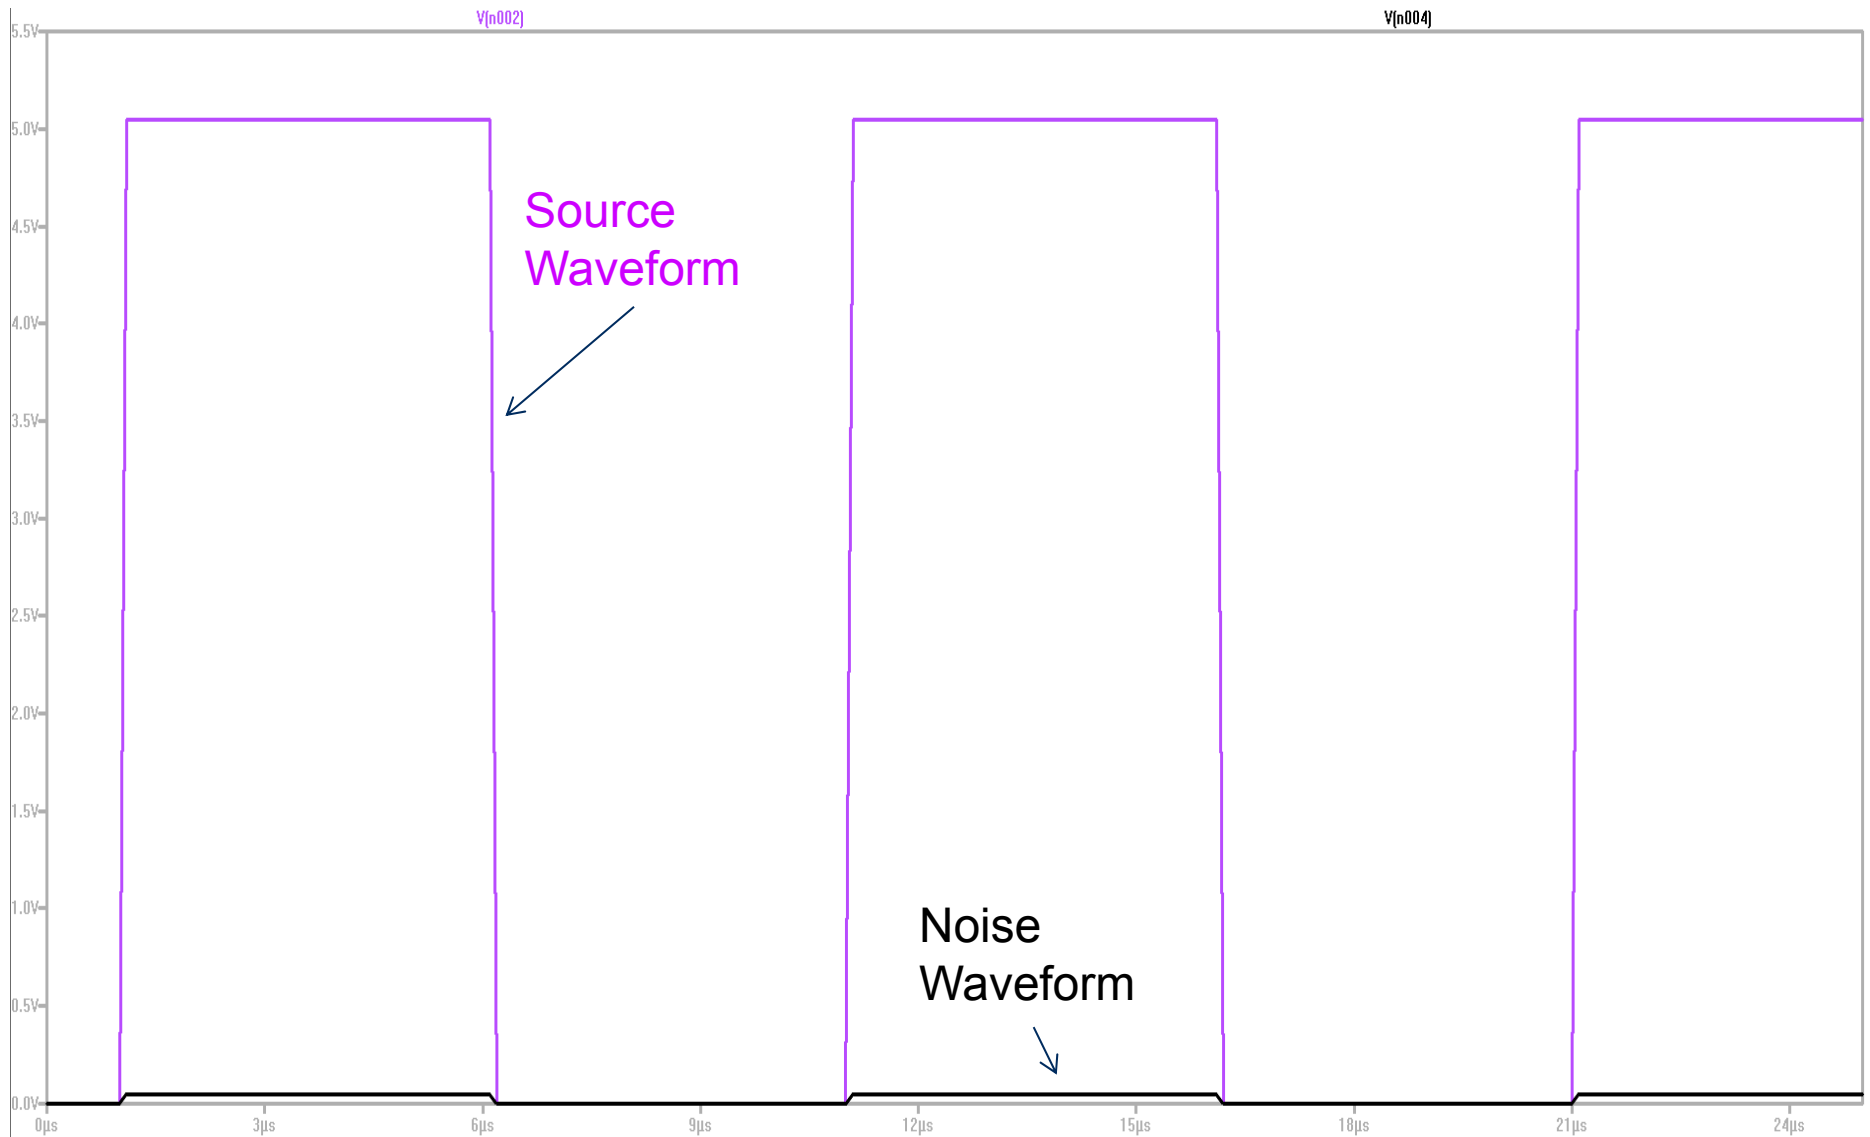 V(n002) V(n004)
5.5V
5.0V
4.5V
4.0V
3.5V
3.0V
2.5V
2.0V
1.5V
1.0V
0.5V
0.0V
Source
Waveform
Noise
Waveform
0µs 3µs 6µs 9µs 12µs 15µs 18µs 21µs 24µs